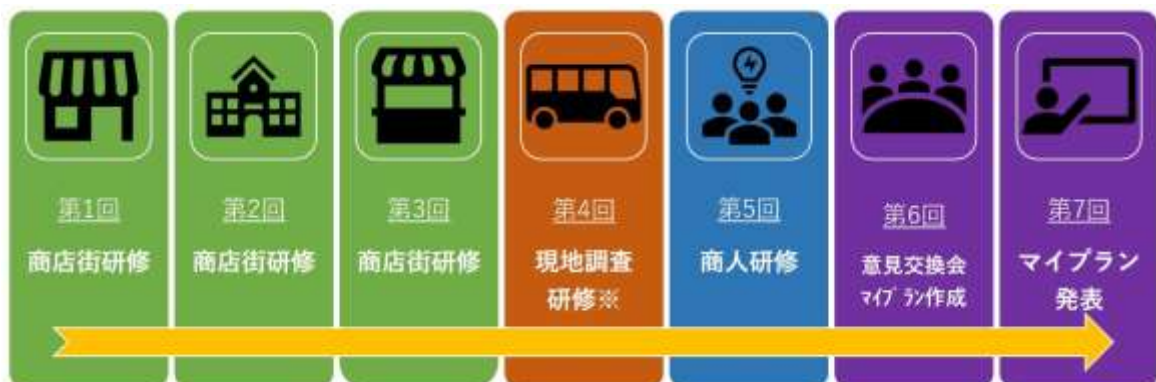 第1回
商店街研修
第2回
商店街研修
第3回
商店街研修
第4回
現地調査
研修※
第5回
商人研修
第6回
意見交換会
ﾏｲﾌﾟﾗﾝ作成
第7回
マイプラン
発表